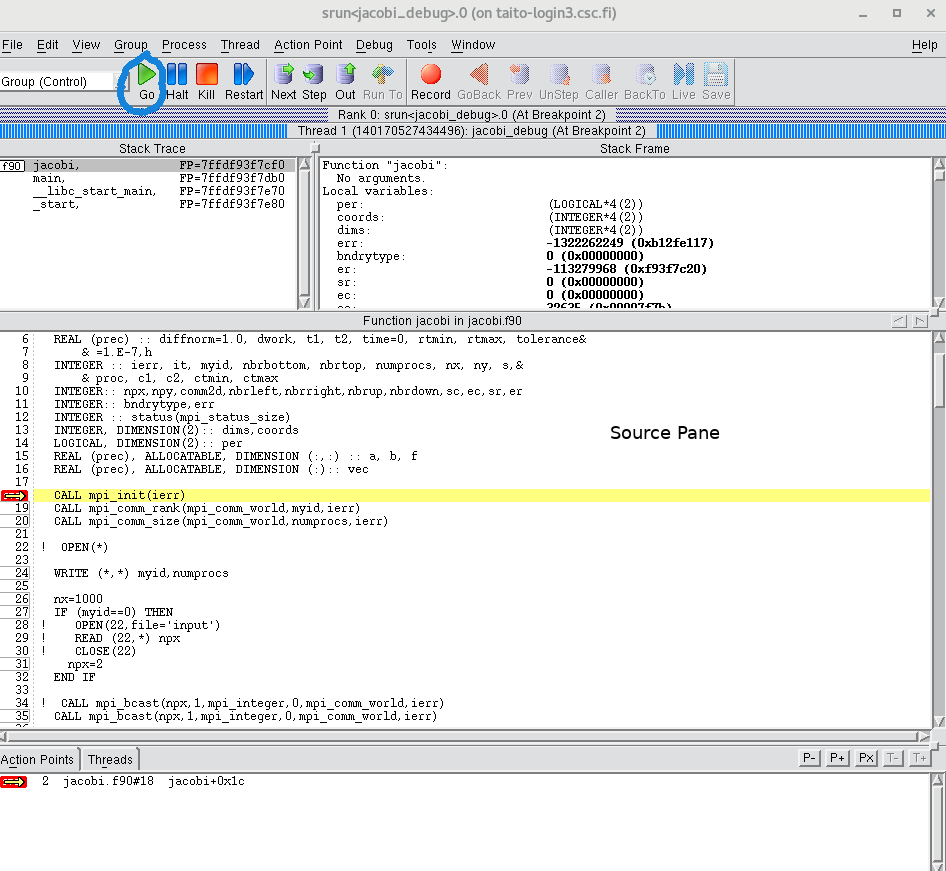 srun<jacobi_debug>.0 (on taito-login3.csc.fi)
File Edit View Group Process Thread Action Point Debug Tools Window Help
Group (Control)
Go Halt Kill Restart Next Step Out Run To Record GoBack Prev UnStep Caller BackTo Live Save
Rank 0: srun<jacobi_debug>.0 (At Breakpoint 2)
Thread 1 (140170527434496): jacobi_debug (At Breakpoint 2)
Stack Trace
f90 jacobi, FP=7ffdf93f7cf0
main, FP=7ffdf93f7db0
__libc_start_main, FP=7ffdf93f7e70
_start, FP=7ffdf93f7e80
Stack Frame
Function "jacobi":
No arguments.
Local variables:
per: (LOGICAL*4(2))
coords: (INTEGER*4(2))
dims: (INTEGER*4(2))
err: -1322262249 (0xb12fe117)
bndrytype: 0 (0x00000000)
er: -113279968 (0xf93f7c20)
sr: 0 (0x00000000)
ec: 0 (0x00000000)
Function jacobi in jacobi.f90
6 REAL (prec) :: diffnorm=1.0, dwork, t1, t2, time=0, rtmin, rtmax, tolerance&
7 & =1.E-7,h
8 INTEGER :: ierr, it, myid, nbrbottom, nbrtop, numprocs, nx, ny, s,&
9 & proc, c1, c2, ctmin, ctmax
10 INTEGER:: npx,npy,comm2d,nbrleft,nbrright,nbrup,nbrdown,sc,ec,sr,er
11 INTEGER:: bndrytype,err
12 INTEGER :: status(mpi_status_size)
13 INTEGER, DIMENSION(2):: dims,coords
14 LOGICAL, DIMENSION(2):: per
15 REAL (prec), ALLOCATABLE, DIMENSION (:,:) :: a, b, f
16 REAL (prec), ALLOCATABLE, DIMENSION (:):: vec
17
CALL mpi_init(ierr)
19 CALL mpi_comm_rank(mpi_comm_world,myid,ierr)
20 CALL mpi_comm_size(mpi_comm_world,numprocs,ierr)
21
22 ! OPEN(*)
23
24 WRITE (*,*) myid,numprocs
25
26 nx=1000
27 IF (myid==0) THEN
28 ! OPEN(22,file='input')
29 ! READ (22,*) npx
30 ! CLOSE(22)
31 npx=2
32 END IF
33
34 ! CALL mpi_bcast(npx,1,mpi_integer,0,mpi_comm_world,ierr)
35 CALL mpi_bcast(npx,1,mpi_integer,0,mpi_comm_world,ierr)
Source Pane
Action Points Threads P- P+ Px T- T+
2 jacobi.f90#18 jacobi+0x1c